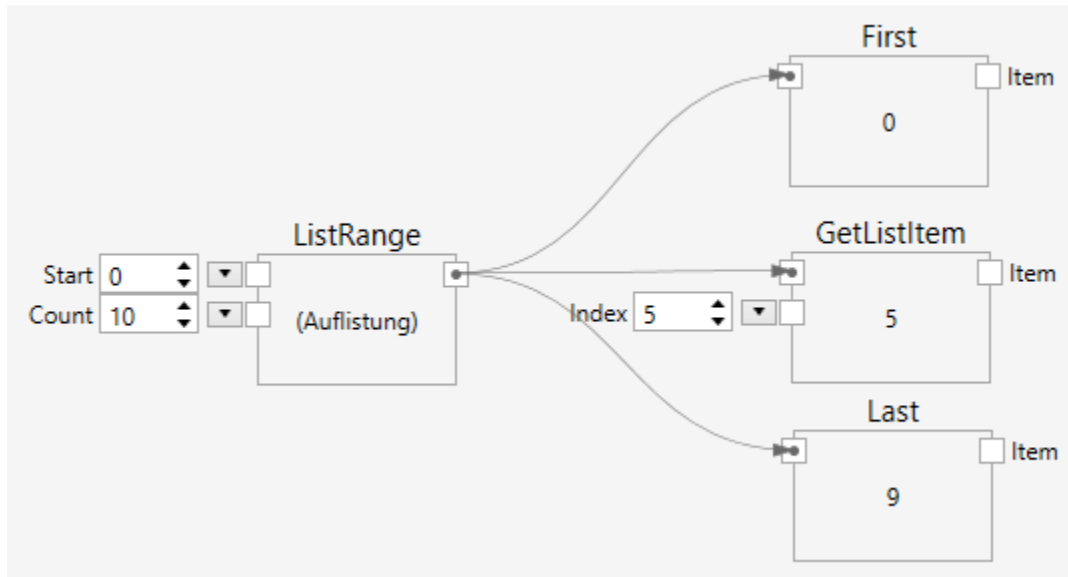 First
Item
0
ListRange
Start 0
Count 10
(Auflistung)
GetListItem
Item
Index 5
5
Last
Item
9